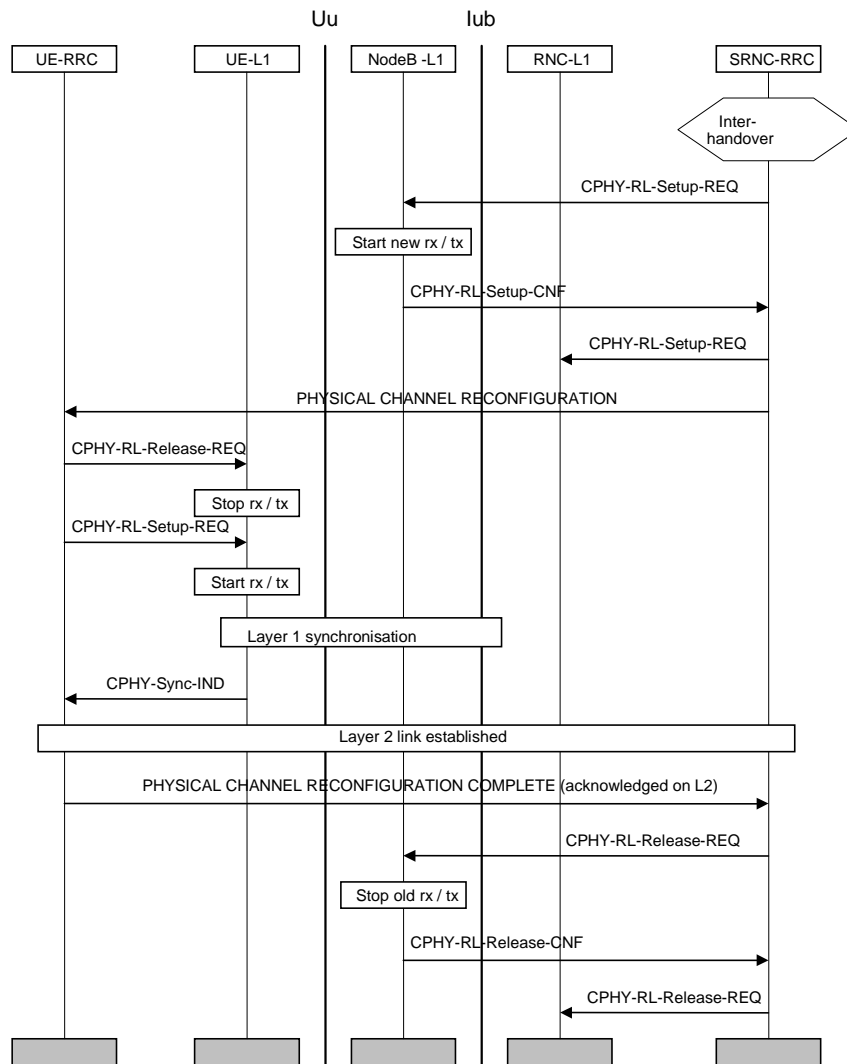 Uu
Iub
UE-RRC
UE-L1
NodeB -L1
RNC-L1
SRNC-RRC
Inter-
handover
CPHY-RL-Setup-REQ
Start new rx / tx
CPHY-RL-Setup-CNF
CPHY-RL-Setup-REQ
PHYSICAL CHANNEL RECONFIGURATION
CPHY-RL-Release-REQ
Stop rx / tx
CPHY-RL-Setup-REQ
Start rx / tx
Layer 1 synchronisation
CPHY-Sync-IND
Layer 2 link established
PHYSICAL CHANNEL RECONFIGURATION COMPLETE (acknowledged on L2)
CPHY-RL-Release-REQ
Stop old rx / tx
CPHY-RL-Release-CNF
CPHY-RL-Release-REQ